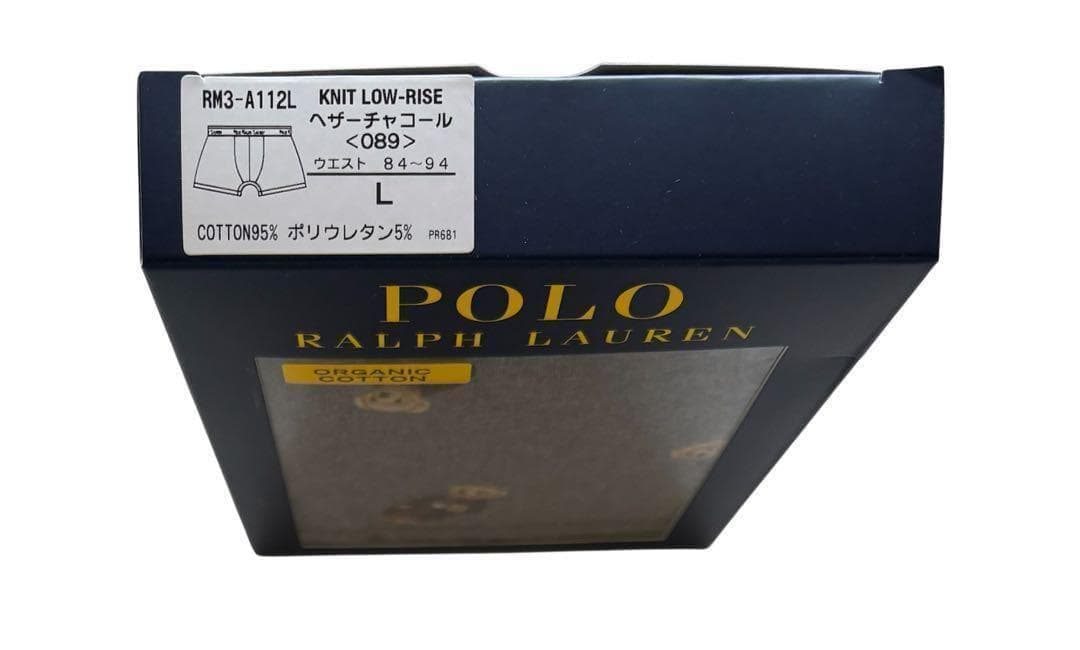 RM3-A112L
KNIT LOW-RISE
ヘザーチャコール
<089>
ウエスト 84～94
L
COTTON95% ポリウレタン5% PR681
POLO
RALPH LAUREN
ORGANIC
COTTON